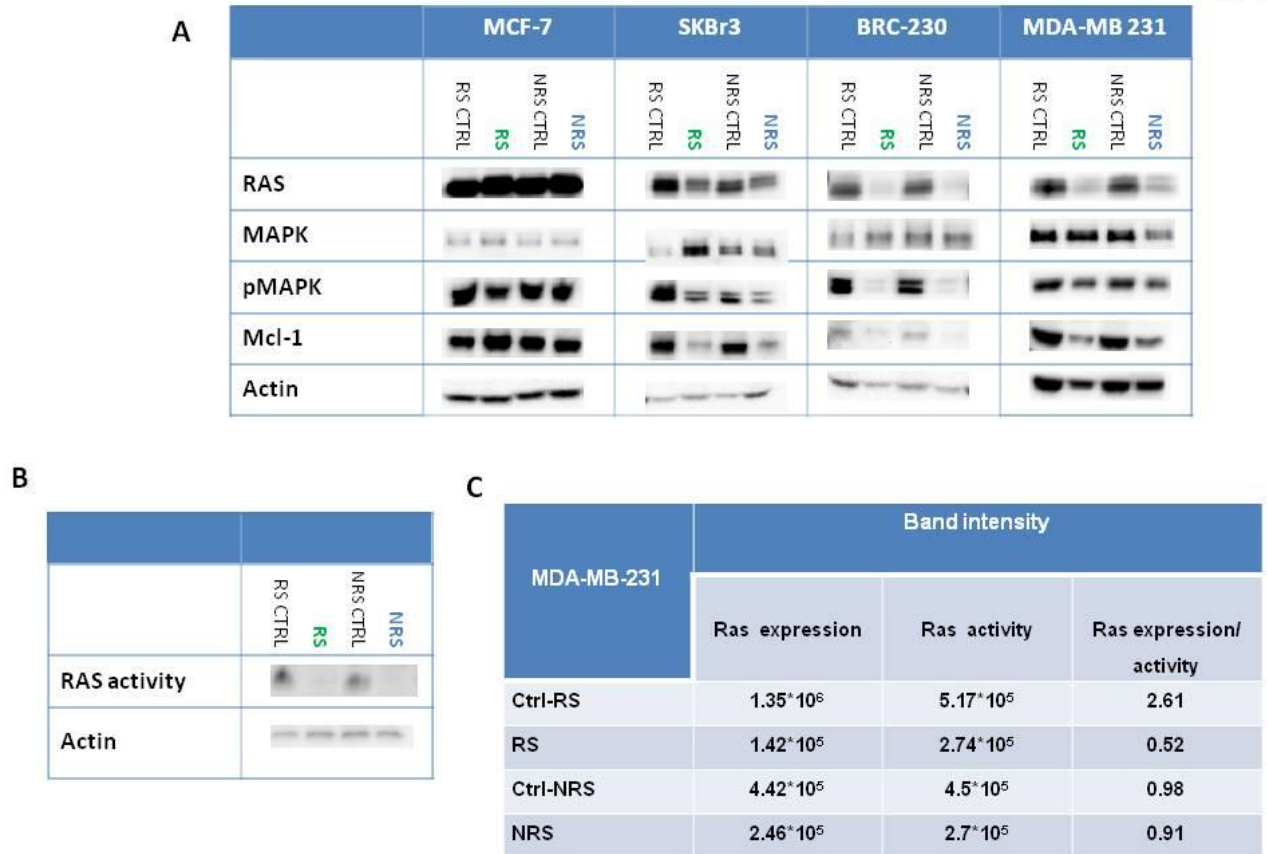 A
MCF-7 SKBr3 BRC-230 MDA-MB 231
RS CTRL RS NRS CTRL NRS RS CTRL RS NRS CTRL NRS RS CTRL RS NRS CTRL NRS RS CTRL RS NRS CTRL NRS
RAS
MAPK
pMAPK
Mcl-1
Actin
B
RS CTRL RS NRS CTRL NRS
RAS activity
Actin
C
Band intensity
MDA-MB-231
Ras expression Ras activity Ras expression/
activity
Ctrl-RS 1.35*10⁶ 5.17*10⁵ 2.61
RS 1.42*10⁵ 2.74*10⁵ 0.52
Ctrl-NRS 4.42*10⁵ 4.5*10⁵ 0.98
NRS 2.46*10⁵ 2.7*10⁵ 0.91